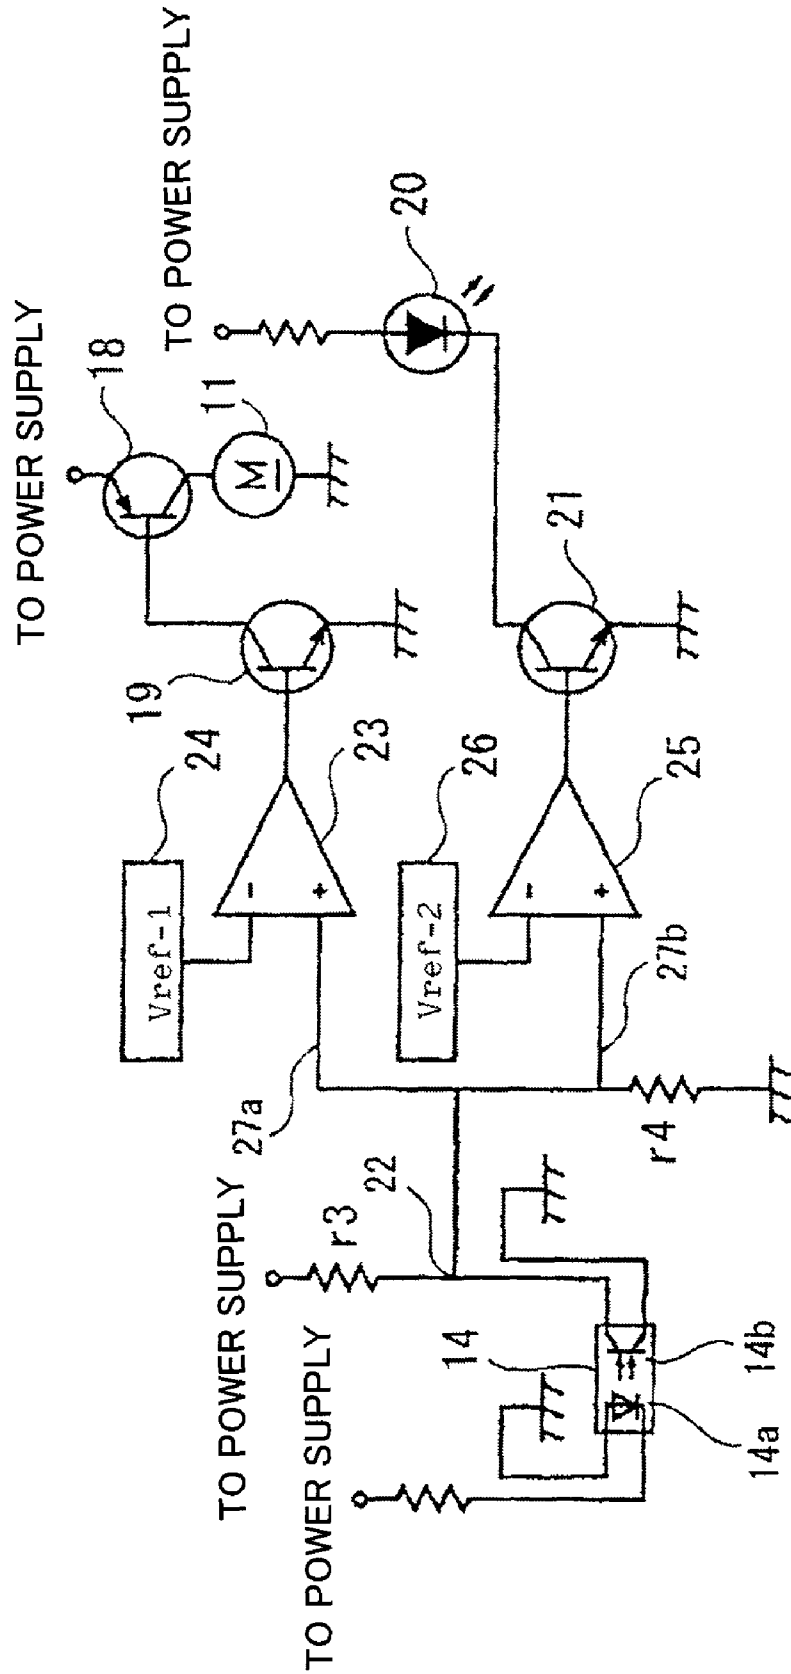 TO POWER SUPPLY
TO POWER SUPPLY
18
11
M
20
19
24
Vref-1
-
+
23
21
26
Vref-2
-
+
25
27a
27b
TO POWER SUPPLY
r3
22
r4
TO POWER SUPPLY
14
14a
14b